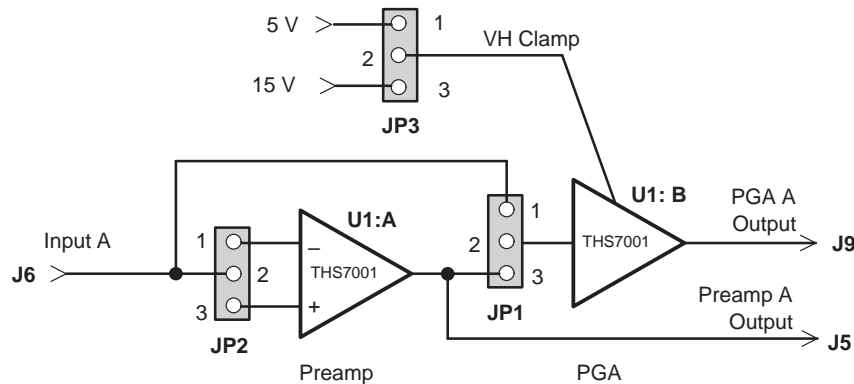 5 V
1
2
VH Clamp
15 V
3
JP3
U1:A
U1: B
PGA A
Output
J9
Input A
1
–
THS7001
1
2
THS7001
J6
2
3
3
+
JP1
Preamp A
Output
J5
JP2
Preamp
PGA